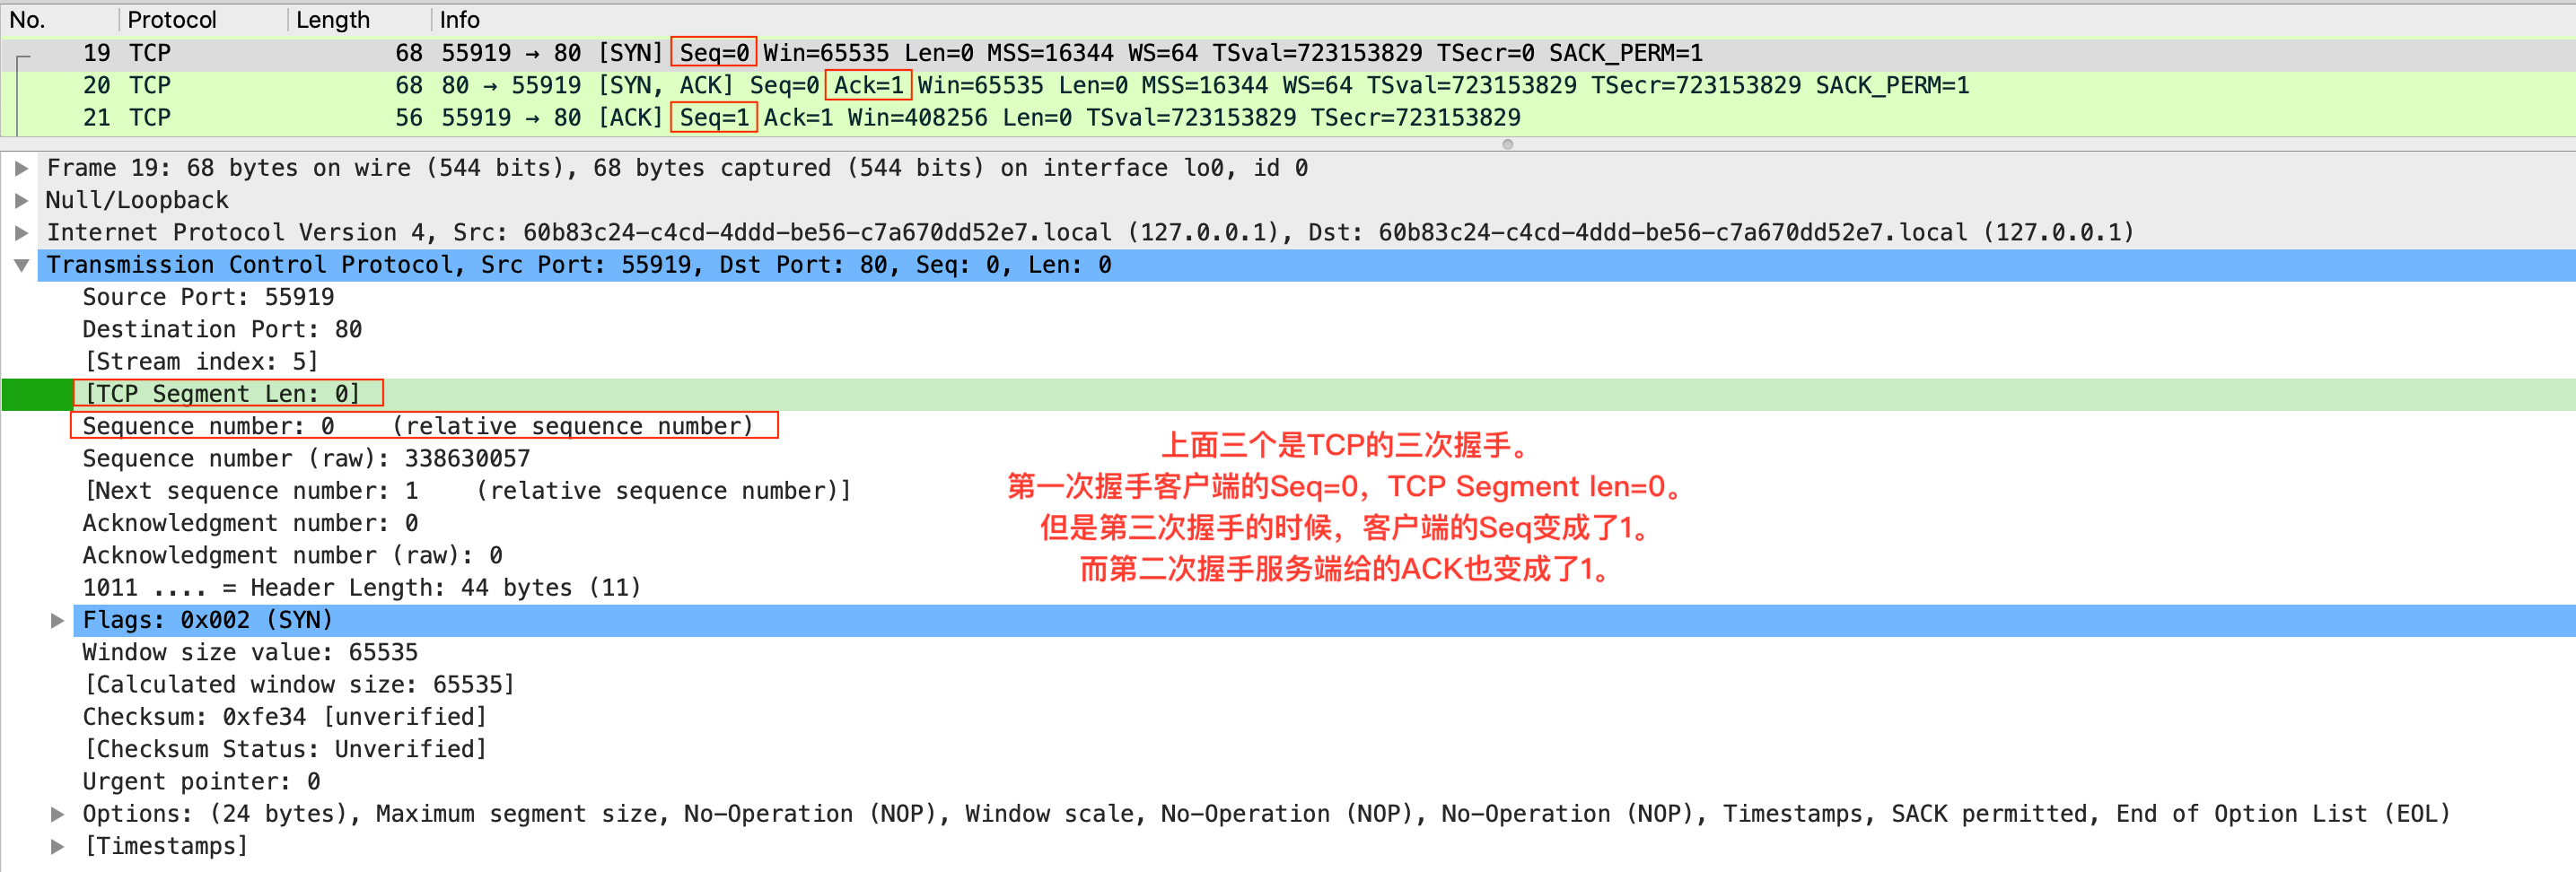 No. Protocol Length Info
19 TCP 68 55919 → 80 [SYN] Seq=0 Win=65535 Len=0 MSS=16344 WS=64 TSval=723153829 TSecr=0 SACK_PERM=1
20 TCP 68 80 → 55919 [SYN, ACK] Seq=0 Ack=1 Win=65535 Len=0 MSS=16344 WS=64 TSval=723153829 TSecr=723153829 SACK_PERM=1
21 TCP 56 55919 → 80 [ACK] Seq=1 Ack=1 Win=408256 Len=0 TSval=723153829 TSecr=723153829
Frame 19: 68 bytes on wire (544 bits), 68 bytes captured (544 bits) on interface lo0, id 0
Null/Loopback
Internet Protocol Version 4, Src: 60b83c24-c4cd-4ddd-be56-c7a670dd52e7.local (127.0.0.1), Dst: 60b83c24-c4cd-4ddd-be56-c7a670dd52e7.local (127.0.0.1)
Transmission Control Protocol, Src Port: 55919, Dst Port: 80, Seq: 0, Len: 0
Source Port: 55919
Destination Port: 80
[Stream index: 5]
[TCP Segment Len: 0]
Sequence number: 0 (relative sequence number)
Sequence number (raw): 338630057
[Next sequence number: 1 (relative sequence number)]
Acknowledgment number: 0
Acknowledgment number (raw): 0
1011 .... = Header Length: 44 bytes (11)
Flags: 0x002 (SYN)
Window size value: 65535
[Calculated window size: 65535]
Checksum: 0xfe34 [unverified]
[Checksum Status: Unverified]
Urgent pointer: 0
Options: (24 bytes), Maximum segment size, No-Operation (NOP), Window scale, No-Operation (NOP), No-Operation (NOP), Timestamps, SACK permitted, End of Option List (EOL)
[Timestamps]
上面三个是TCP的三次握手。
第一次握手客户端的Seq=0，TCP Segment len=0。
但是第三次握手的时候，客户端的Seq变成了1。
而第二次握手服务端给的ACK也变成了1。